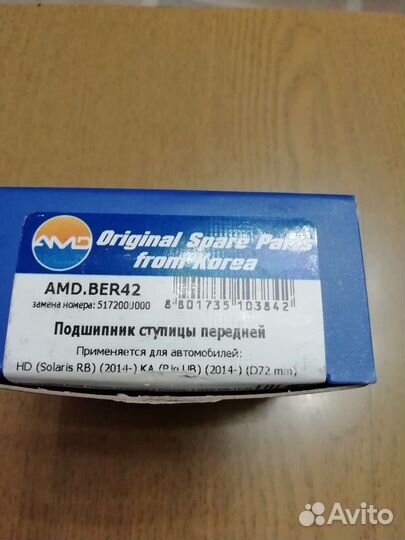 AMD
Original Spare Parts
from Korea
AMD.BER42
замена номера: 517200U000
8 801735 103842
Подшипник ступицы передней
Применяется для автомобилей:
HD (Solaris RB) (2014-) KA (Rio UB) (2014-) (D72 mm)
Avito